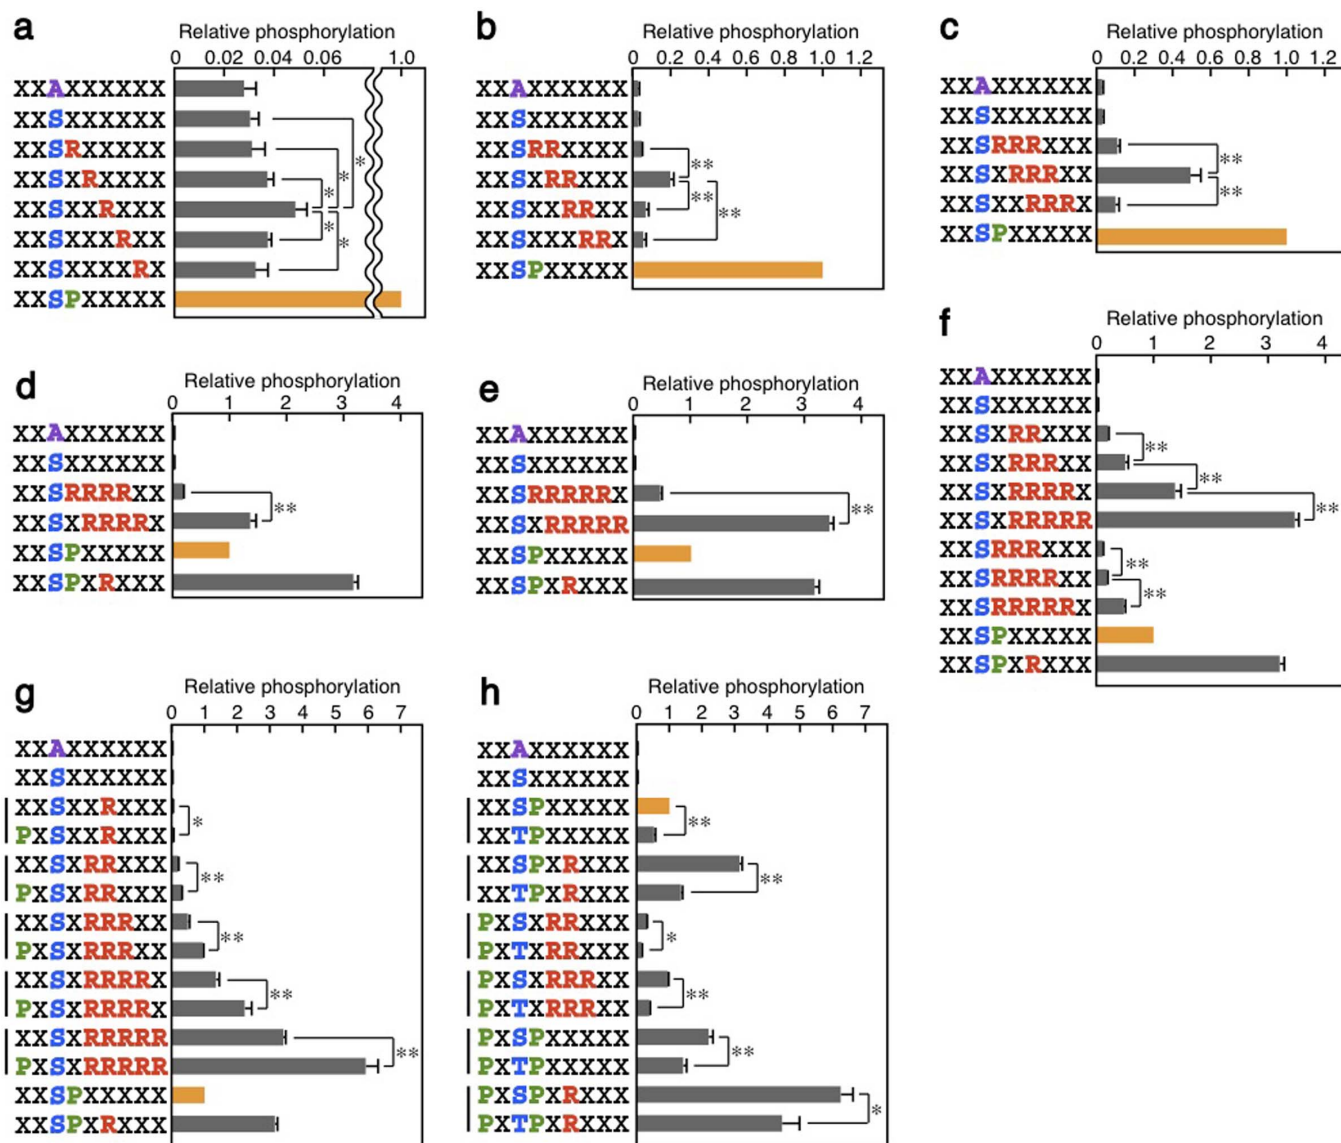 a
Relative phosphorylation
0 0.02 0.04 0.06 1.0
XXAXXXXXX
XXSXXXXXX
XXSRXXXXX
XXSXRXXXX
XXSXXRXXX
XXSXXXRXX
XXSXXXXRX
XXSPXXXXX
* * * * *
b
Relative phosphorylation
0 0.2 0.4 0.6 0.8 1.0 1.2
XXAXXXXXX
XXSXXXXXX
XXSRRXXXX
XXSXRRXXX
XXSXXRRXX
XXSXXXRRX
XXSPXXXXX
**
**
**
c
Relative phosphorylation
0 0.2 0.4 0.6 0.8 1.0 1.2
XXAXXXXXX
XXSXXXXXX
XXSRRRXXX
XXSXRRRXX
XXSXXRRRX
XXSPXXXXX
**
**
d
Relative phosphorylation
0 1 2 3 4
XXAXXXXXX
XXSXXXXXX
XXSRRRRXX
XXSXRRRRX
XXSPXXXXX
XXSPXRXXX
**
e
Relative phosphorylation
0 1 2 3 4
XXAXXXXXX
XXSXXXXXX
XXSRRRRRX
XXSXRRRRR
XXSPXXXXX
XXSPXRXXX
**
f
Relative phosphorylation
0 1 2 3 4
XXAXXXXXX
XXSXXXXXX
XXSXRRXXX
XXSXRRRXX
XXSXRRRRX
XXSXRRRRR
XXSRRRXXX
XXSRRRRXX
XXSRRRRRX
XXSPXXXXX
XXSPXRXXX
**
**
**
**
**
g
Relative phosphorylation
0 1 2 3 4 5 6 7
XXAXXXXXX
XXSXXXXXX
XXSXXRXXX
PXSXXRXXX
XXSXRRXXX
PXSXRRXXX
XXSXRRRXX
PXSXRRRXX
XXSXRRRRX
PXSXRRRRX
XXSXRRRRR
PXSXRRRRR
XXSPXXXXX
XXSPXRXXX
*
**
**
**
**
h
Relative phosphorylation
0 1 2 3 4 5 6 7
XXAXXXXXX
XXSXXXXXX
XXSPXXXXX
XXTPXXXXX
XXSPXRXXX
XXTPXRXXX
PXSXRRXXX
PXTXRRXXX
PXSXRRRXX
PXTXRRRXX
PXSPXXXXX
PXTPXXXXX
PXSPXRXXX
PXTPXRXXX
**
**
*
**
**
*